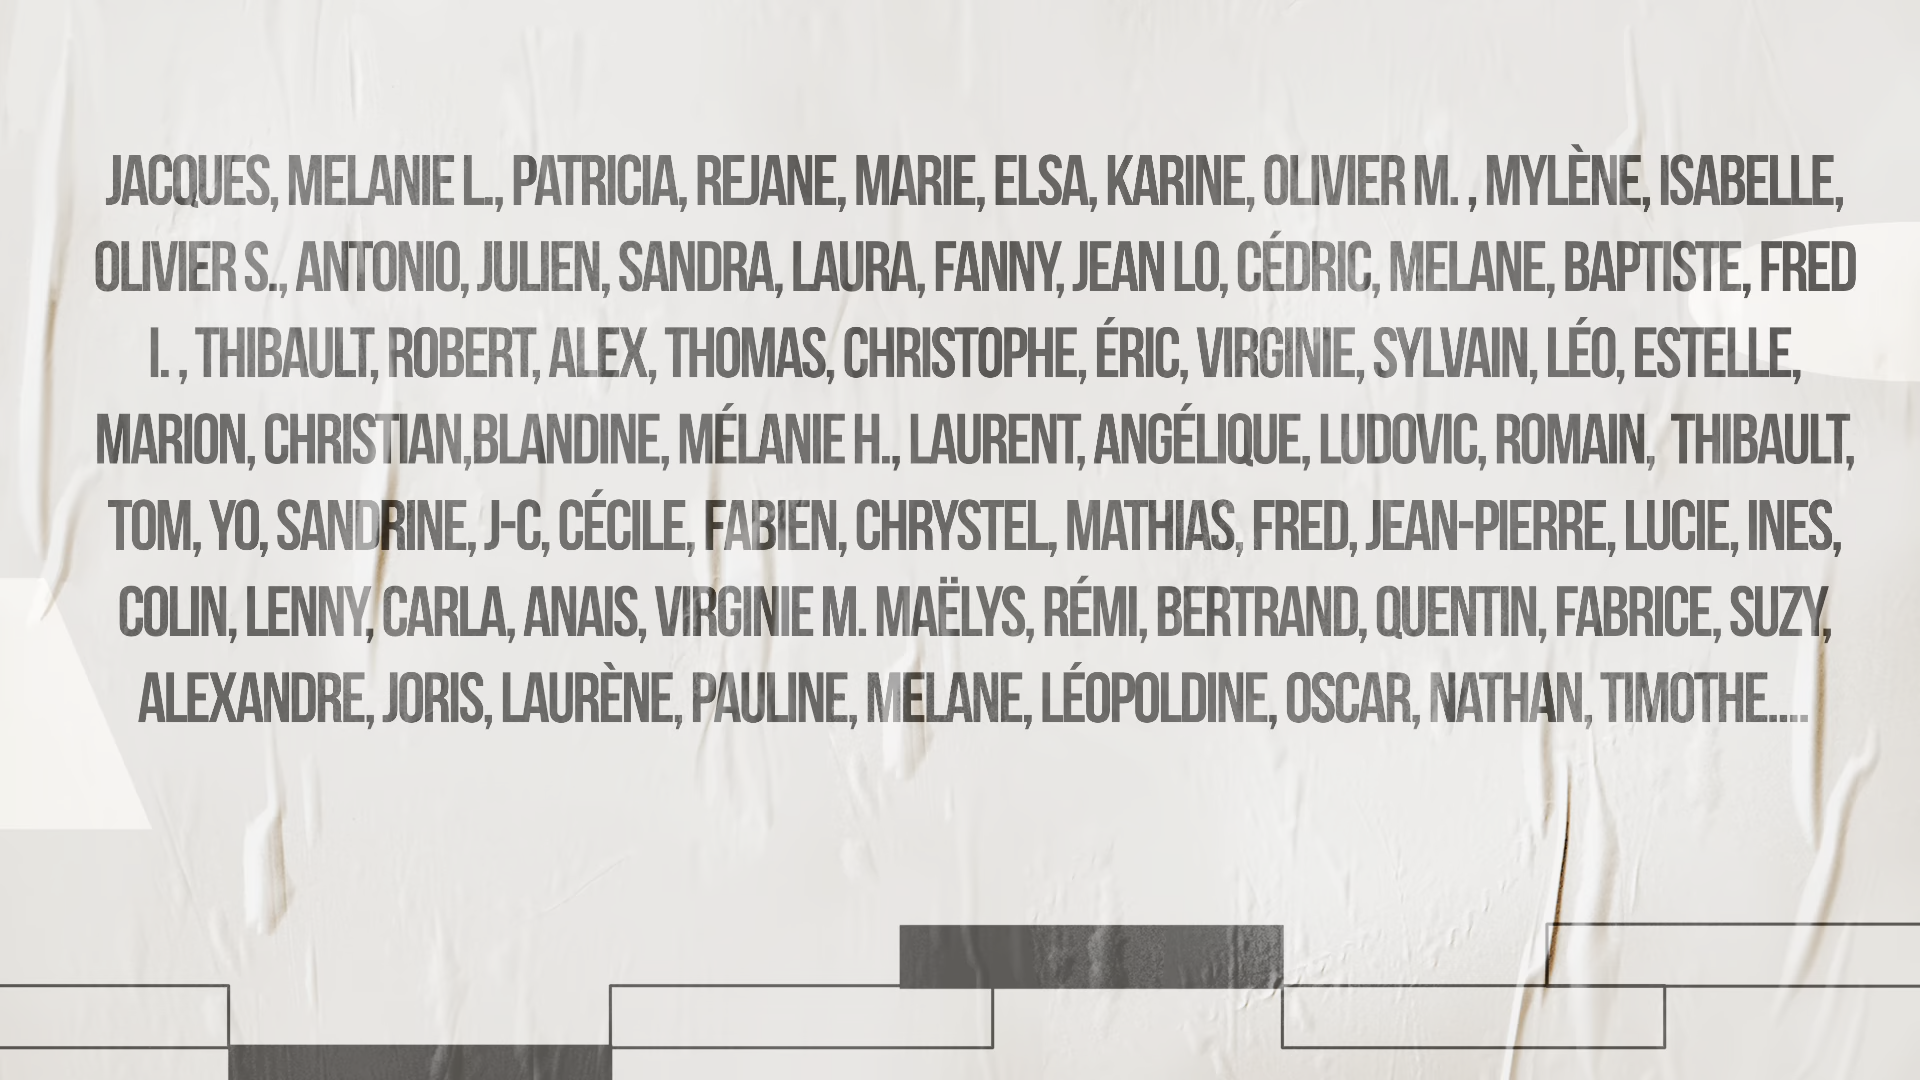 JACQUES, MELANIE L., PATRICIA, REJANE, MARIE, ELSA, KARINE, OLIVIER M. , MYLÈNE, ISABELLE,
OLIVIER S., ANTONIO, JULIEN, SANDRA, LAURA, FANNY, JEAN LO, CÉDRIC, MELANE, BAPTISTE, FRED
I. , THIBAULT, ROBERT, ALEX, THOMAS, CHRISTOPHE, ÉRIC, VIRGINIE, SYLVAIN, LÉO, ESTELLE,
MARION, CHRISTIAN,BLANDINE, MÉLANIE H., LAURENT, ANGÉLIQUE, LUDOVIC, ROMAIN, THIBAULT,
TOM, YO, SANDRINE, J-C, CÉCILE, FABIEN, CHRYSTEL, MATHIAS, FRED, JEAN-PIERRE, LUCIE, INES,
COLIN, LENNY, CARLA, ANAIS, VIRGINIE M. MAËLYS, RÉMI, BERTRAND, QUENTIN, FABRICE, SUZY,
ALEXANDRE, JORIS, LAURÈNE, PAULINE, MELANE, LÉOPOLDINE, OSCAR, NATHAN, TIMOTHE....